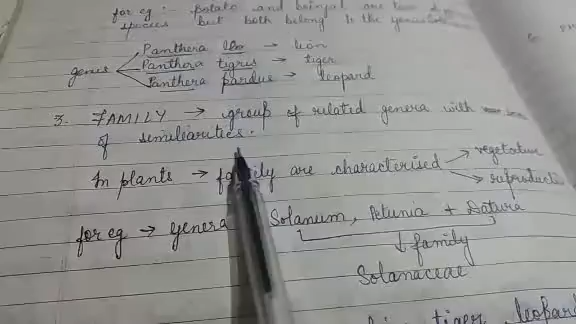 for eg :- Potato and brinjal are two
species but both belong to the genus
Panthera leo → lion
genus Panthera tigris → tiger
Panthera pardus → leopard
3. FAMILY → group of related genera with
of similiarities.
In plants → family are characterised → vegetative
→ reproductive
for eg → genera Solanum, Petunia + Datura
↓ family
Solanaceae
tiger, leopard